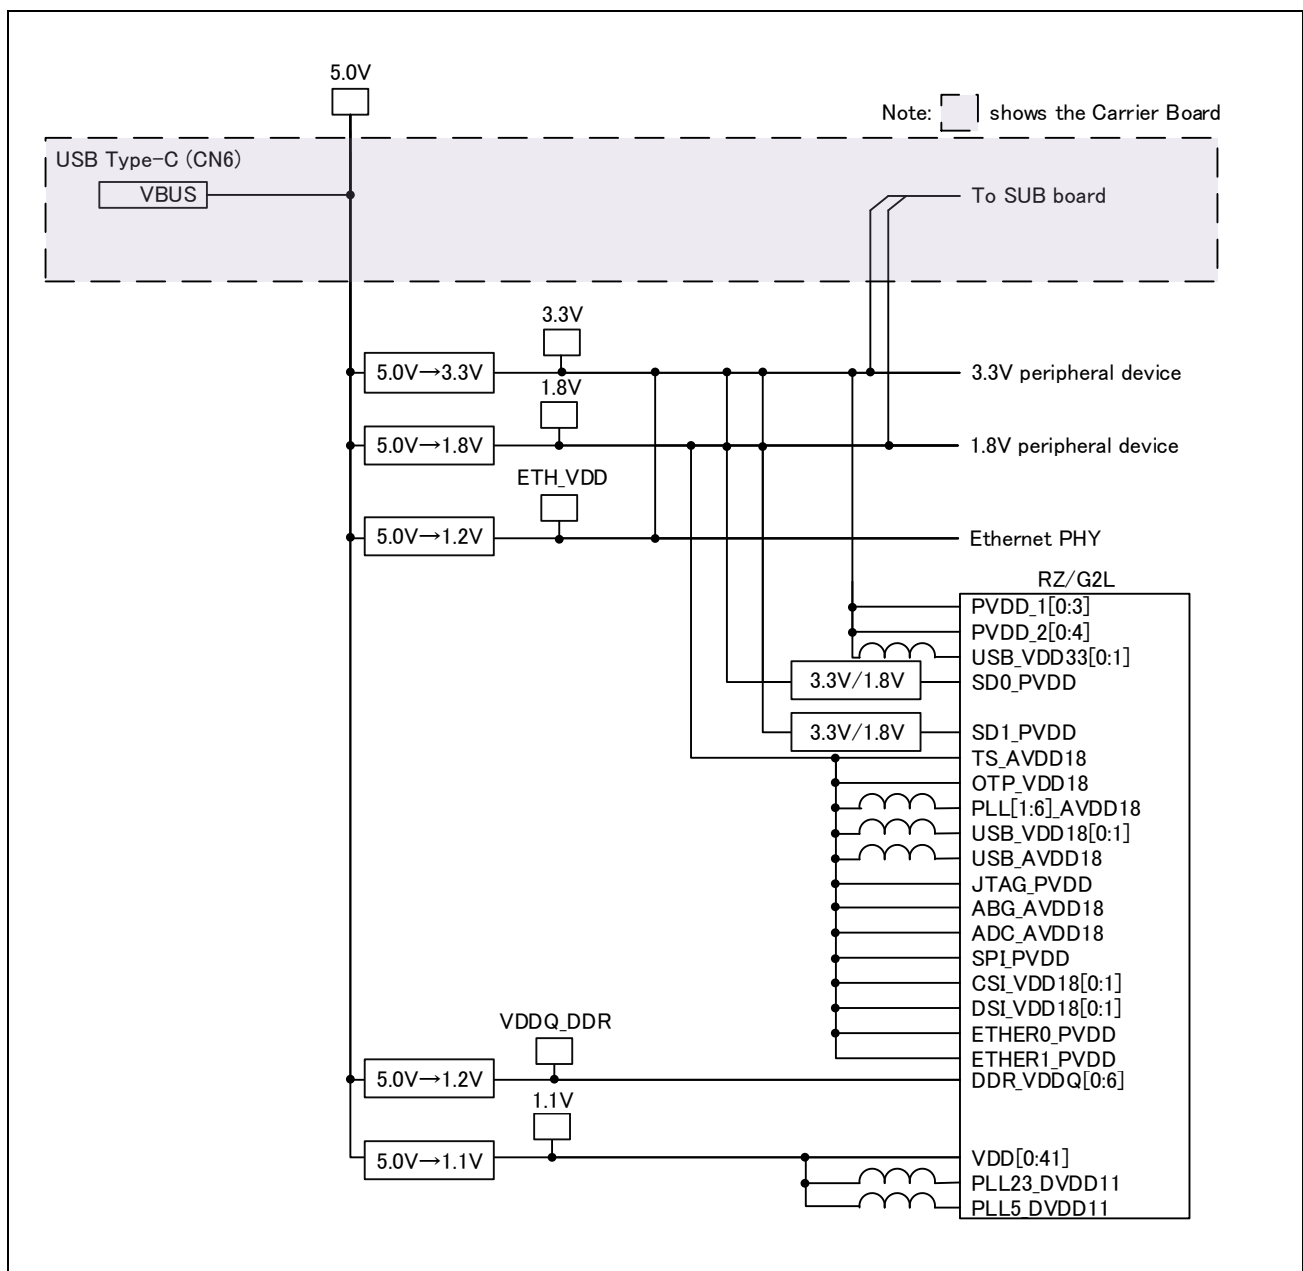 5.0V
Note: shows the Carrier Board
USB Type-C (CN6)
VBUS
To SUB board
3.3V
5.0V→3.3V
3.3V peripheral device
1.8V
5.0V→1.8V
1.8V peripheral device
ETH_VDD
5.0V→1.2V
Ethernet PHY
RZ/G2L
PVDD_1[0:3]
PVDD_2[0:4]
USB_VDD33[0:1]
3.3V/1.8V
SD0_PVDD
3.3V/1.8V
SD1_PVDD
TS_AVDD18
OTP_VDD18
PLL[1:6]_AVDD18
USB_VDD18[0:1]
USB_AVDD18
JTAG_PVDD
ABG_AVDD18
ADC_AVDD18
SPI_PVDD
CSI_VDD18[0:1]
DSI_VDD18[0:1]
ETHER0_PVDD
ETHER1_PVDD
VDDQ_DDR
5.0V→1.2V
DDR_VDDQ[0:6]
1.1V
5.0V→1.1V
VDD[0:41]
PLL23_DVDD11
PLL5_DVDD11